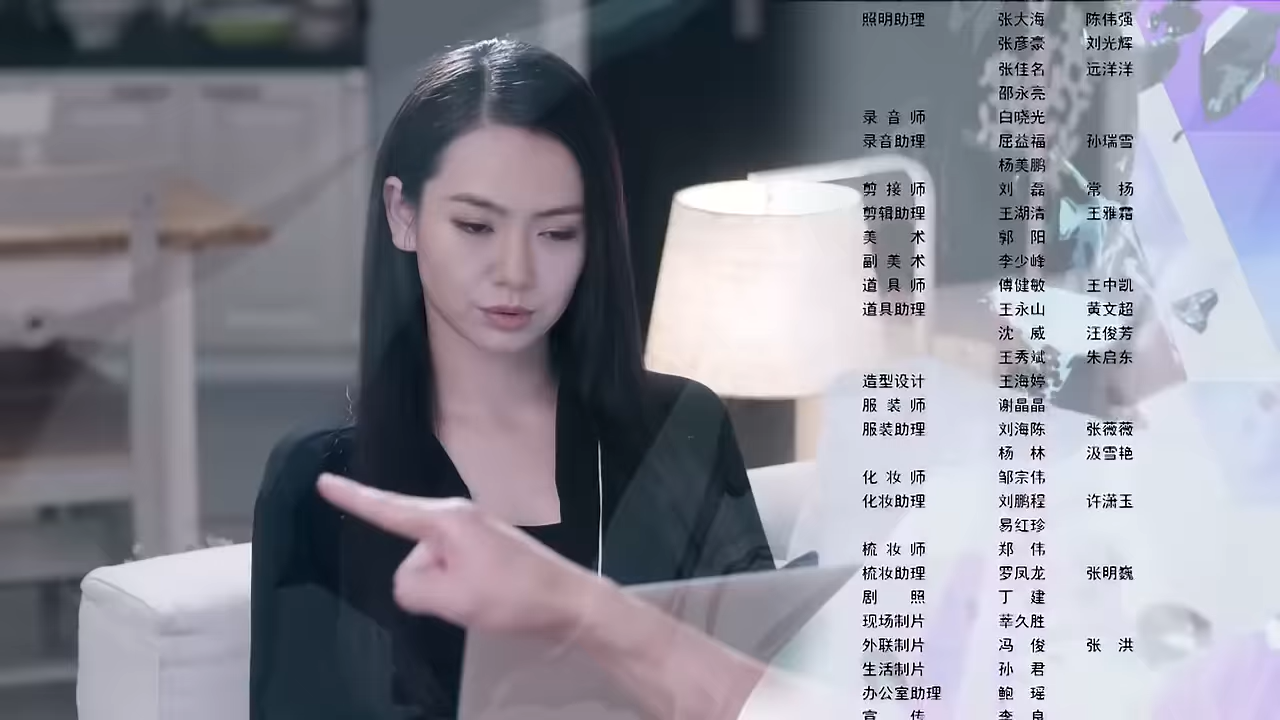 照明助理 张大海 陈伟强
张彦豪 刘光辉
张佳名 远洋洋
邵永亮
录音师 白晓光
录音助理 屈益福 孙瑞雪
杨美鹏
剪接师 刘磊 常扬
剪辑助理 王湖清 王雅霜
美术 郭阳
副美术 李少峰
道具师 傅健敏 王中凯
道具助理 王永山 黄文超
沈威 汪俊芳
王秀斌 朱启东
造型设计 王海婷
服装师 谢晶晶
服装助理 刘海陈 张薇薇
杨林 汲雪艳
化妆师 邹宗伟
化妆助理 刘鹏程 许潇玉
易红珍
梳妆师 郑伟
梳妆助理 罗凤龙 张明巍
剧照 丁建
现场制片 莘久胜
外联制片 冯俊 张洪
生活制片 孙君
办公室助理 鲍瑶
宣传 李良